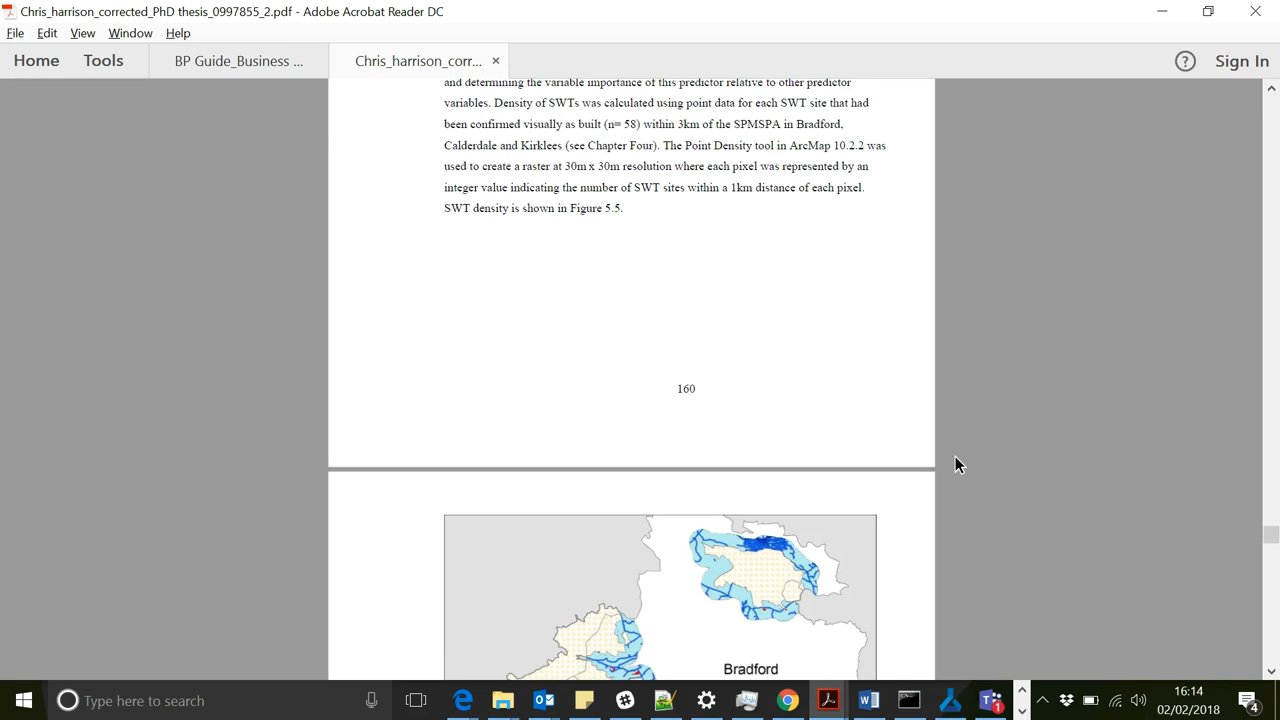 Chris_harrison_corrected_PhD thesis_0997855_2.pdf - Adobe Acrobat Reader DC
File Edit View Window Help
Home Tools BP Guide_Business ... Chris_harrison_corr... × ? Sign In
and determining the variable importance of this predictor relative to other predictor
variables. Density of SWTs was calculated using point data for each SWT site that had
been confirmed visually as built (n= 58) within 3km of the SPMSPA in Bradford,
Calderdale and Kirklees (see Chapter Four). The Point Density tool in ArcMap 10.2.2 was
used to create a raster at 30m x 30m resolution where each pixel was represented by an
integer value indicating the number of SWT sites within a 1km distance of each pixel.
SWT density is shown in Figure 5.5.
160
Bradford
Type here to search
1
16:14
02/02/2018
4